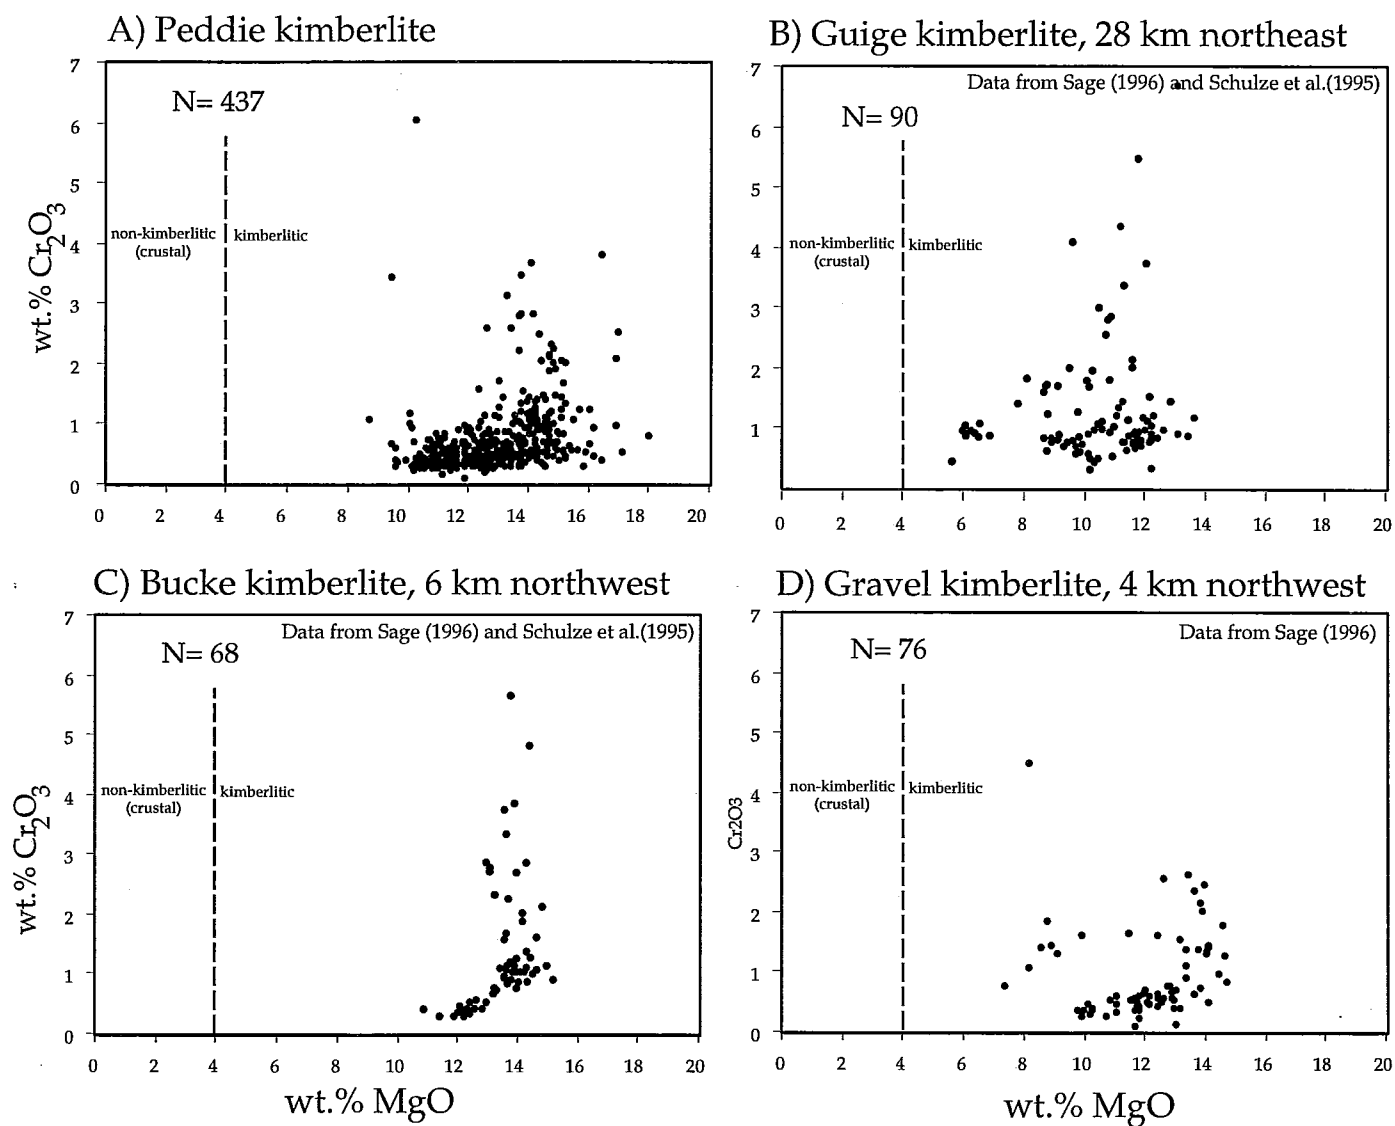 A) Peddie kimberlite
7
6
5
4
3
2
1
0
wt.% Cr2O3
N= 437
non-kimberlitic
(crustal)
kimberlitic
0 2 4 6 8 10 12 14 16 18 20
B) Guige kimberlite, 28 km northeast
7
6
5
4
3
2
1
Data from Sage (1996) and Schulze et al.(1995)
N= 90
non-kimberlitic
(crustal)
kimberlitic
0 2 4 6 8 10 12 14 16 18 20
C) Bucke kimberlite, 6 km northwest
7
6
5
4
3
2
1
0
wt.% Cr2O3
Data from Sage (1996) and Schulze et al.(1995)
N= 68
non-kimberlitic
(crustal)
kimberlitic
0 2 4 6 8 10 12 14 16 18 20
wt.% MgO
D) Gravel kimberlite, 4 km northwest
7
6
5
4
3
2
1
0
Cr2O3
Data from Sage (1996)
N= 76
non-kimberlitic
(crustal)
kimberlitic
0 2 4 6 8 10 12 14 16 18 20
wt.% MgO